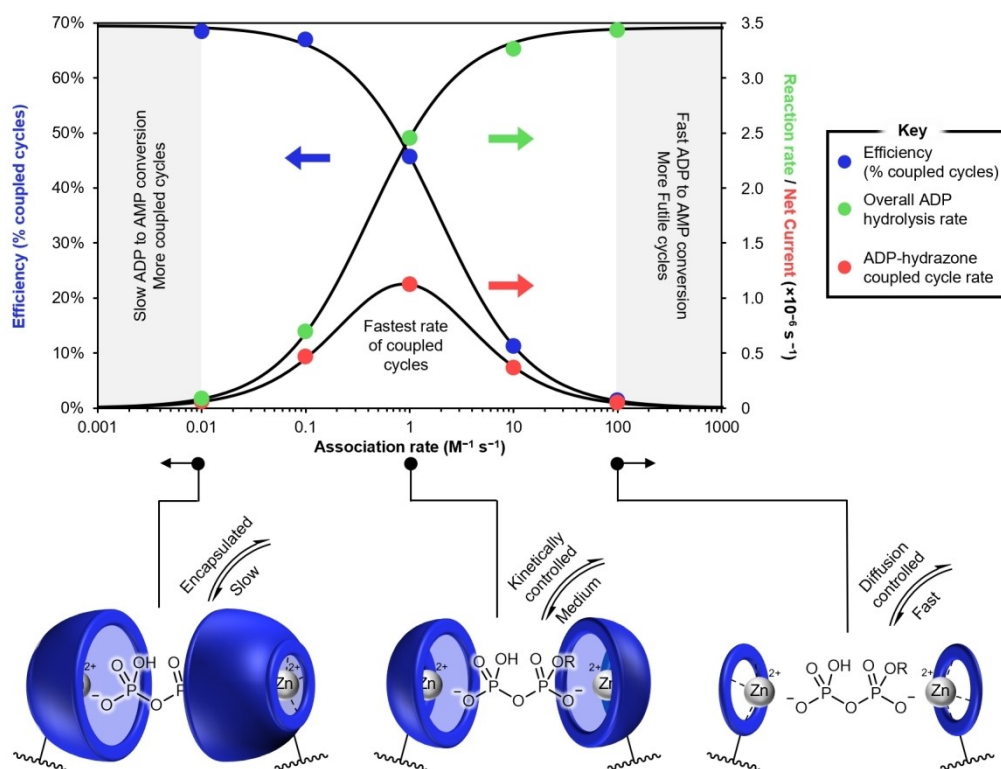 70%
60%
50%
40%
30%
20%
10%
0%
Efficiency (% coupled cycles)
Slow ADP to AMP conversion
More coupled cycles
Fastest rate
of coupled
cycles
Fast ADP to AMP conversion
More Futile
cycles
3.5
3.0
2.5
2.0
1.5
1.0
0.5
0
Reaction rate / Net Current (×10⁻⁶ s⁻¹)
0.001
0.01
0.1
1
10
100
1000
Association rate (M⁻¹ s⁻¹)
Key
Efficiency
(% coupled cycles)
Overall ADP
hydrolysis rate
ADP-hydrazone
coupled cycle rate
Encapsulated
Slow
Kinetically
controlled
Medium
Diffusion
controlled
Fast
2+
O
OH
P
O
P
⁻O
O
2+
Zn
2+
O
OH
O
OR
P
P
⁻O
O
O⁻
Zn
2+
Zn
O
OH
O
OR
P
P
⁻O
O
O⁻
2+
Zn